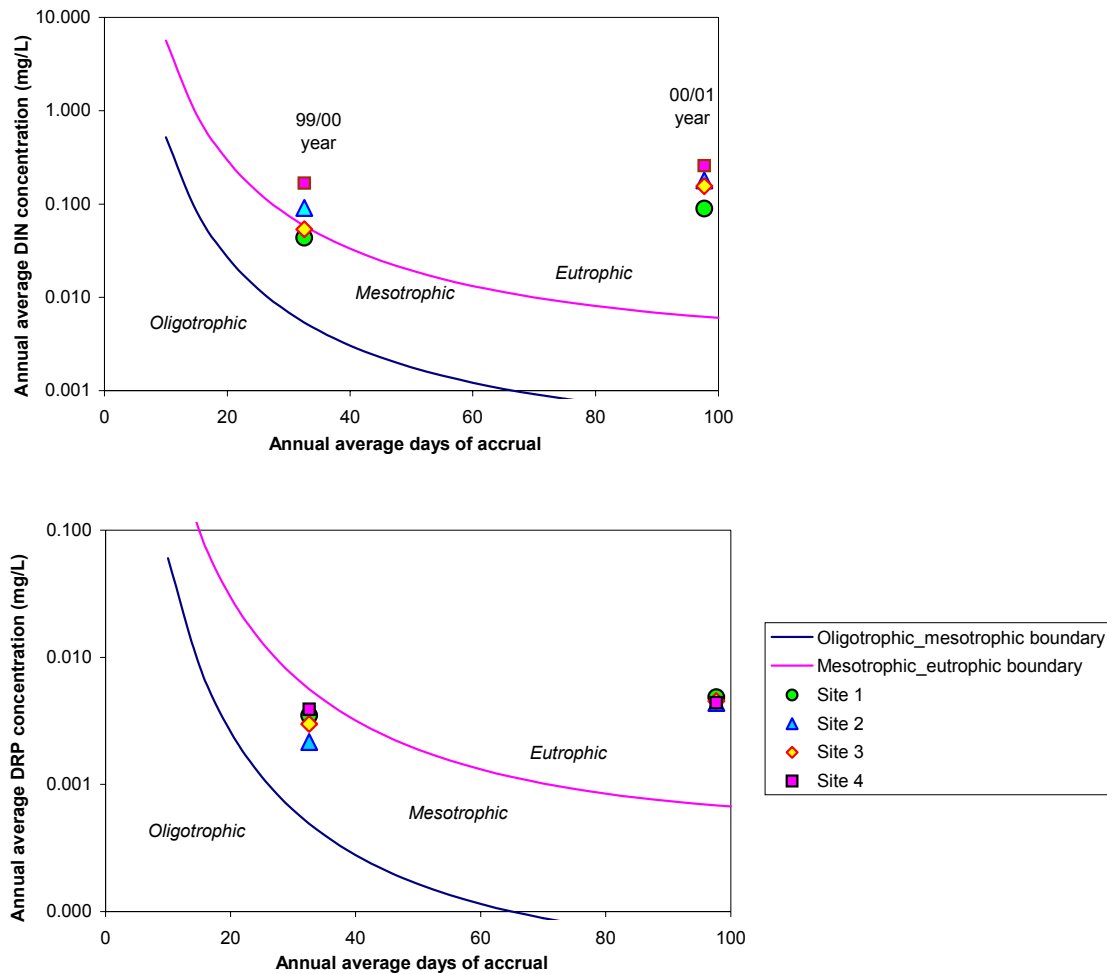 Annual average DIN concentration (mg/L)
10.000
1.000
0.100
0.010
0.001
99/00
year
00/01
year
Eutrophic
Mesotrophic
Oligotrophic
0
20
40
60
80
100
Annual average days of accrual
Annual average DRP concentration (mg/L)
0.100
0.010
0.001
0.000
Eutrophic
Mesotrophic
Oligotrophic
0
20
40
60
80
100
Annual average days of accrual
Oligotrophic_mesotrophic boundary
Mesotrophic_eutrophic boundary
Site 1
Site 2
Site 3
Site 4